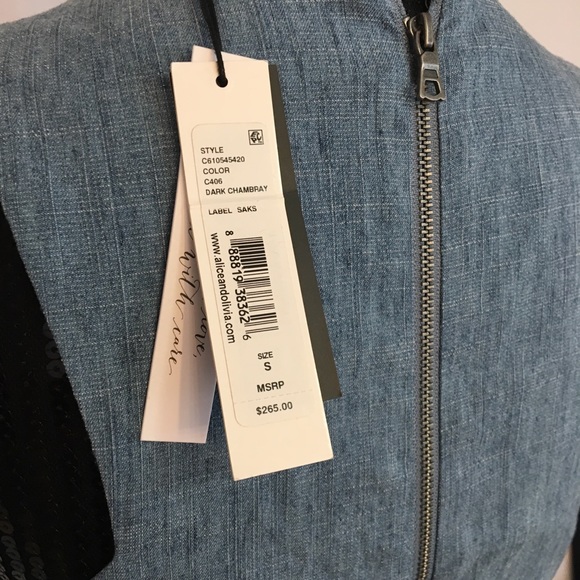 STYLE
C610545420
COLOR
C406
DARK CHAMBRAY
LABEL SAKS
8 88819 38362 6
www.aliceandolivia.com
SIZE
S
MSRP
$265.00
love,
with care